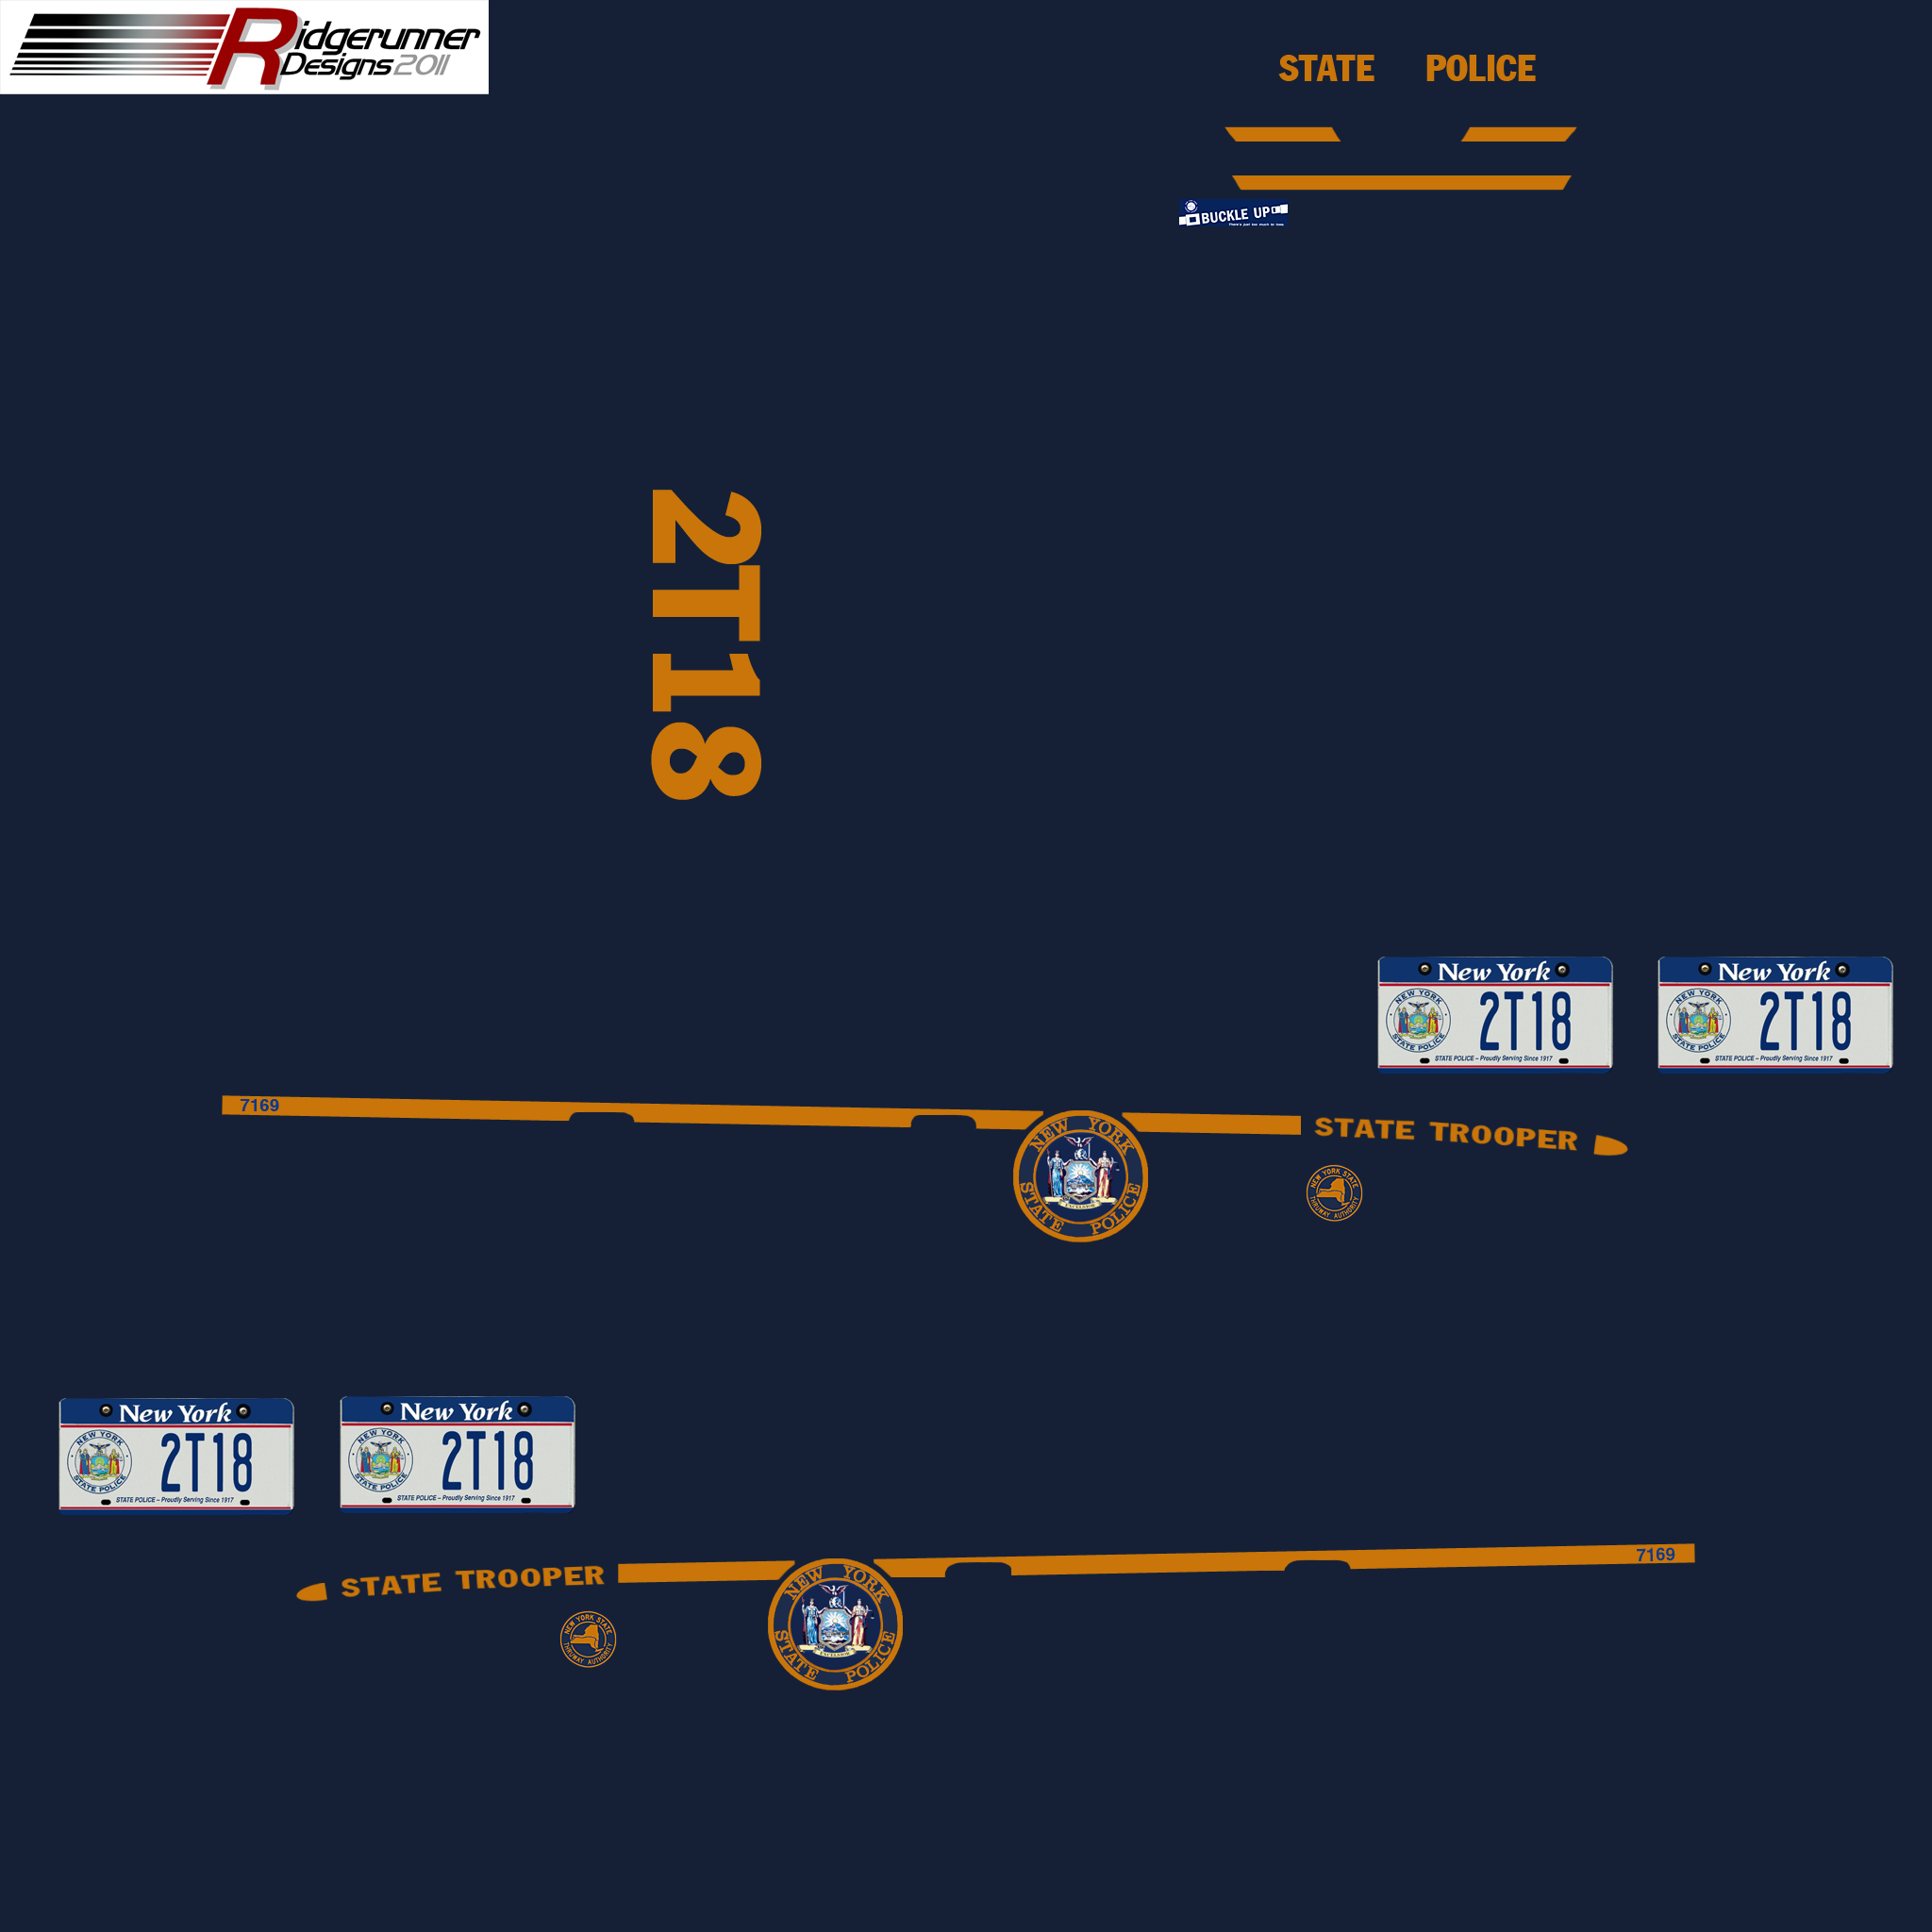 Ridgerunner
Designs 2011
STATE POLICE
BUCKLE UP
2T18
New York
NEW YORK
2T18
STATE POLICE
STATE POLICE – Proudly Serving Since 1917
New York
NEW YORK
2T18
STATE POLICE
STATE POLICE – Proudly Serving Since 1917
7169
STATE TROOPER
NEW YORK
EXCELSIOR
STATE POLICE
NEW YORK STATE
THRUWAY AUTHORITY
New York
NEW YORK
2T18
STATE POLICE
STATE POLICE – Proudly Serving Since 1917
New York
NEW YORK
2T18
STATE POLICE
STATE POLICE – Proudly Serving Since 1917
7169
STATE TROOPER
NEW YORK
EXCELSIOR
STATE POLICE
NEW YORK STATE
THRUWAY AUTHORITY